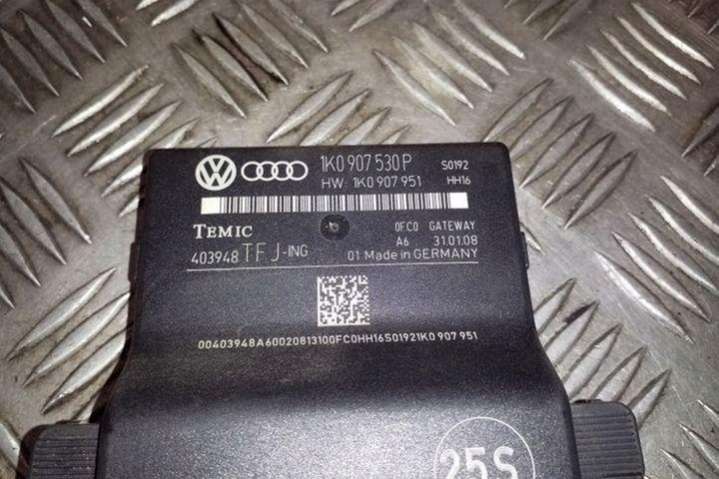 1K0 907 530 P S0192
HW: 1K0 907 951 HH16
TEMIC 0FC0 GATEWAY
A6 31.01.08
403948 TFJ-ING 01 Made in GERMANY
00403948A60020813100FC0HH16S01921K0 907 951
25S